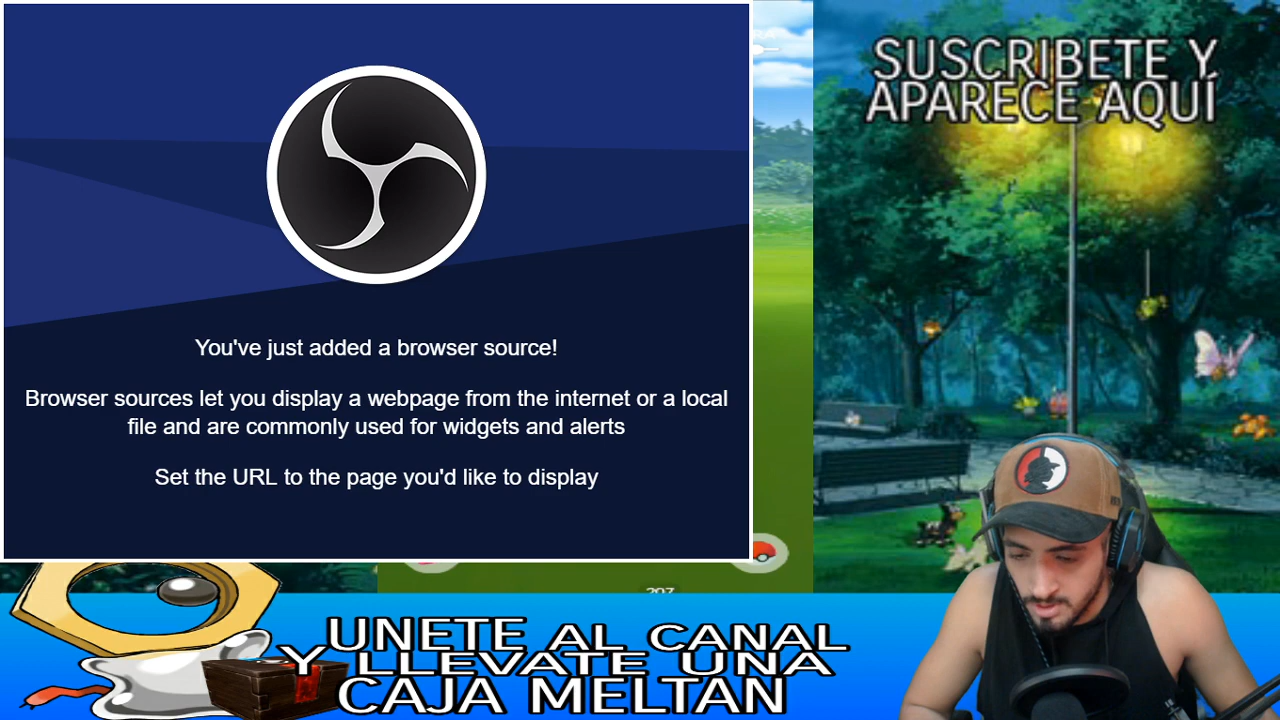 SUSCRIBETE Y
APARECE AQUÍ
You've just added a browser source!
Browser sources let you display a webpage from the internet or a local
file and are commonly used for widgets and alerts
Set the URL to the page you'd like to display
UNETE AL CANAL
Y LLEVATE UNA
CAJA MELTAN